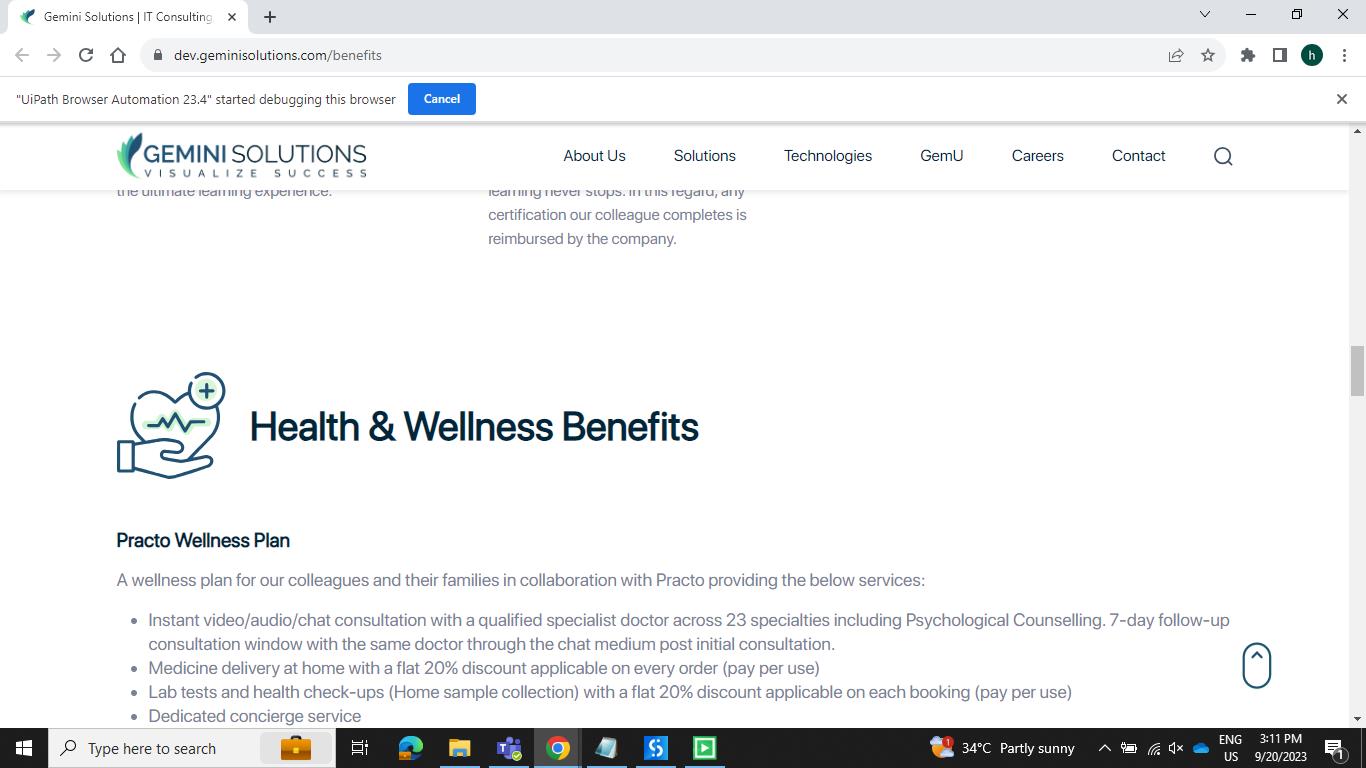 Gemini Solutions | IT Consulting
dev.geminisolutions.com/benefits
h
"UiPath Browser Automation 23.4" started debugging this browser
Cancel
GEMINI SOLUTIONS
VISUALIZE SUCCESS
About Us
Solutions
Technologies
GemU
Careers
Contact
the ultimate learning experience.
learning never stops. In this regard, any
certification our colleague completes is
reimbursed by the company.
Health & Wellness Benefits
Practo Wellness Plan
A wellness plan for our colleagues and their families in collaboration with Practo providing the below services:
Instant video/audio/chat consultation with a qualified specialist doctor across 23 specialties including Psychological Counselling. 7-day follow-up
consultation window with the same doctor through the chat medium post initial consultation.
Medicine delivery at home with a flat 20% discount applicable on every order (pay per use)
Lab tests and health check-ups (Home sample collection) with a flat 20% discount applicable on each booking (pay per use)
Dedicated concierge service
Type here to search
1
34°C Partly sunny
ENG
US
3:11 PM
9/20/2023
1